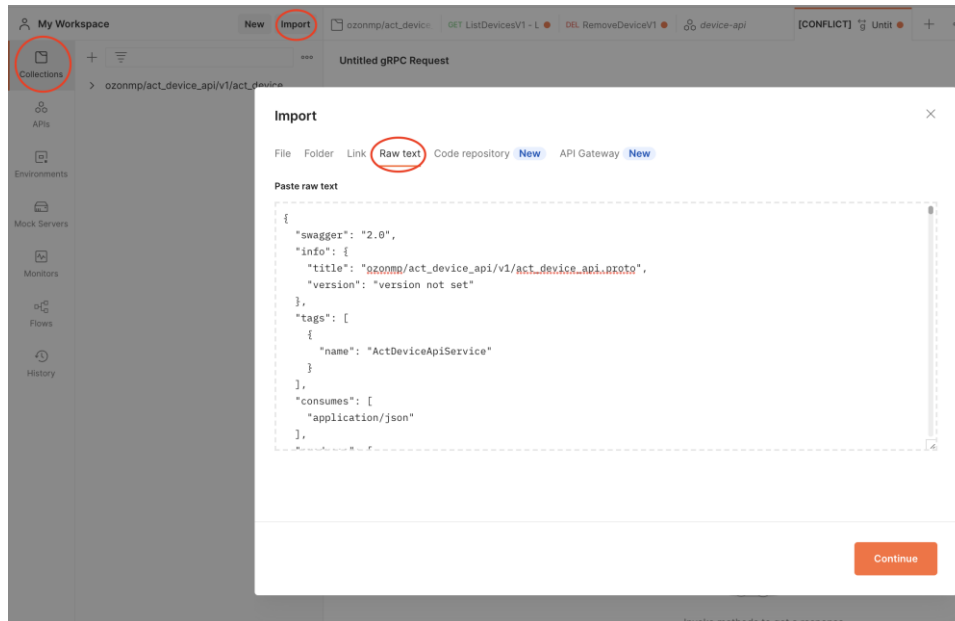 My Workspace
New
Import
ozonmp/act_device
GET ListDevicesV1 - L
DEL RemoveDeviceV1
device-api
[CONFLICT]
Untit
Collections
ozonmp/act_device_api/v1/act_device
Untitled gRPC Request
APIs
Environments
Mock Servers
Monitors
Flows
History
Import
File
Folder
Link
Raw text
Code repository
New
API Gateway
New
Paste raw text
{
"swagger": "2.0",
"info": {
"title": "ozonmp/act_device_api/v1/act_device_api.proto",
"version": "version not set"
},
"tags": [
{
"name": "ActDeviceApiService"
}
],
"consumes": [
"application/json"
],
Continue